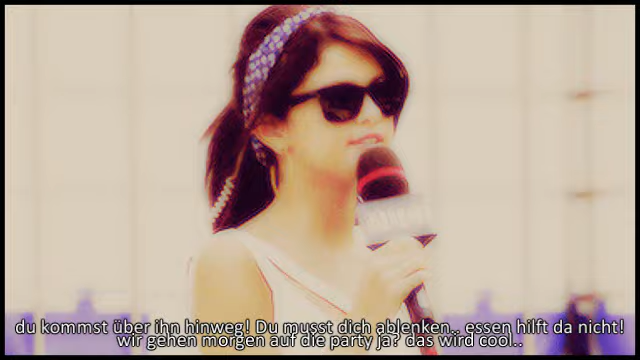 du kommst über ihn hinweg! Du musst dich ablenken.. essen hilft da nicht!
wir gehen morgen auf die party ja? das wird cool..